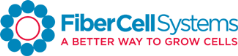 FiberCellSystems
A BETTER WAY TO GROW CELLS